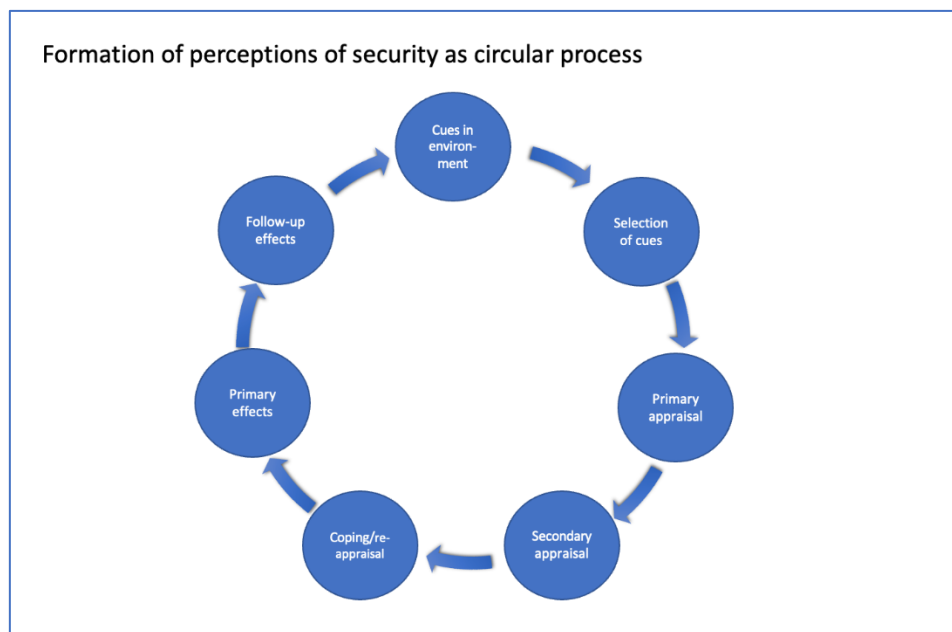 Formation of perceptions of security as circular process
Cues in
environ-
ment
Selection
of cues
Primary
appraisal
Secondary
appraisal
Coping/re-
appraisal
Primary
effects
Follow-up
effects